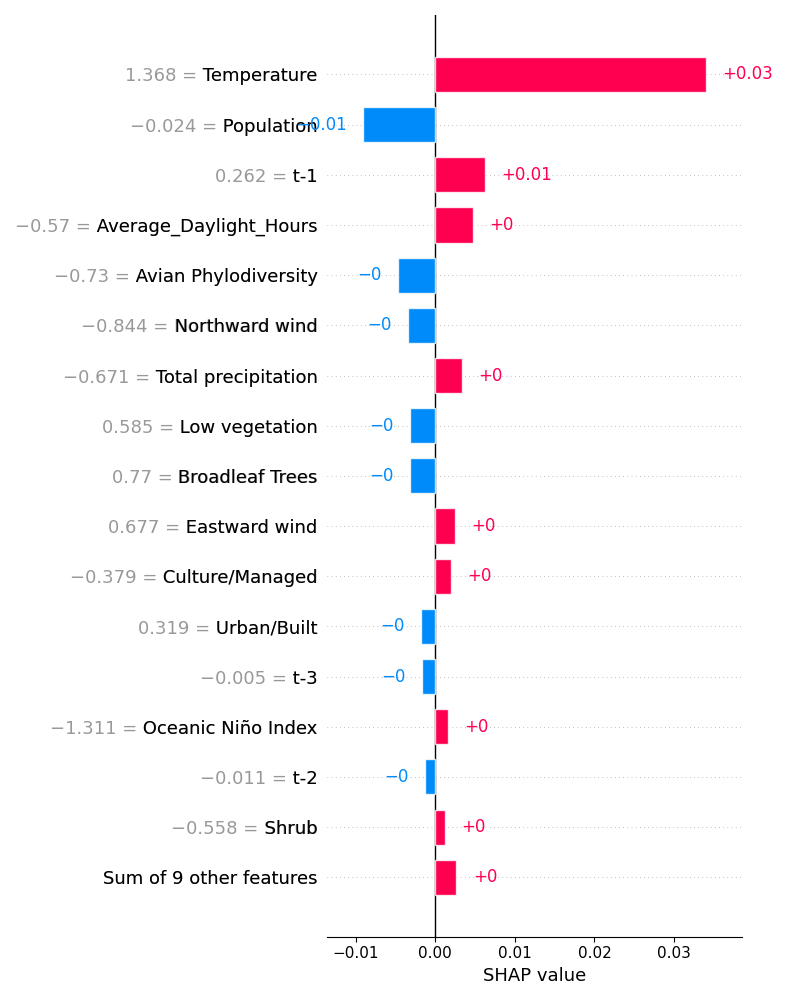 1.368 = Temperature +0.03
−0.024 = Population −0.01
0.262 = t-1 +0.01
−0.57 = Average_Daylight_Hours +0
−0.73 = Avian Phylodiversity −0
−0.844 = Northward wind −0
−0.671 = Total precipitation +0
0.585 = Low vegetation −0
0.77 = Broadleaf Trees −0
0.677 = Eastward wind +0
−0.379 = Culture/Managed +0
0.319 = Urban/Built −0
−0.005 = t-3 −0
−1.311 = Oceanic Niño Index +0
−0.011 = t-2 −0
−0.558 = Shrub +0
Sum of 9 other features +0
−0.01 0.00 0.01 0.02 0.03
SHAP value